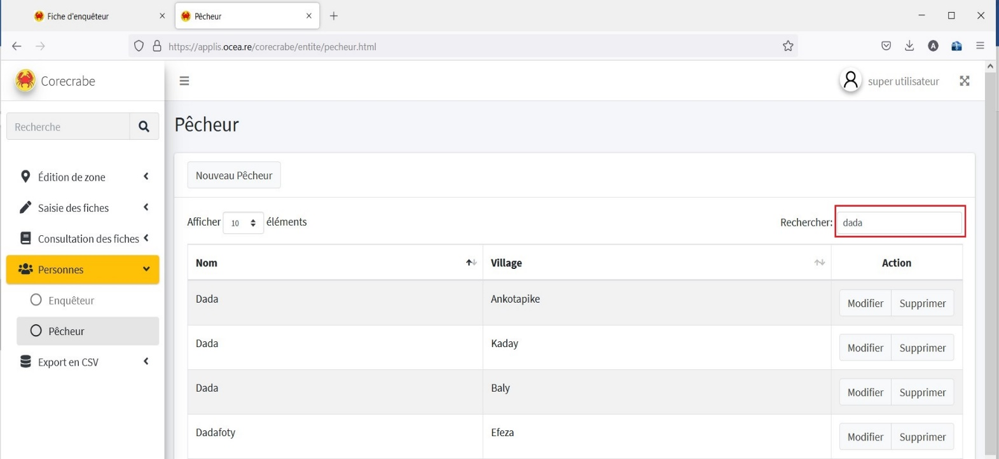 Fiche d'enquêteur
Pêcheur
https://applis.ocea.re/corecrabe/entite/pecheur.html
A
Corecrabe
super utilisateur
Recherche
Édition de zone
Saisie des fiches
Consultation des fiches
Personnes
Enquêteur
Pêcheur
Export en CSV
Pêcheur
Nouveau Pêcheur
Afficher 10 éléments
Rechercher: dada
Nom Village Action
Dada Ankotapike Modifier Supprimer
Dada Kaday Modifier Supprimer
Dada Baly Modifier Supprimer
Dadafoty Efeza Modifier Supprimer